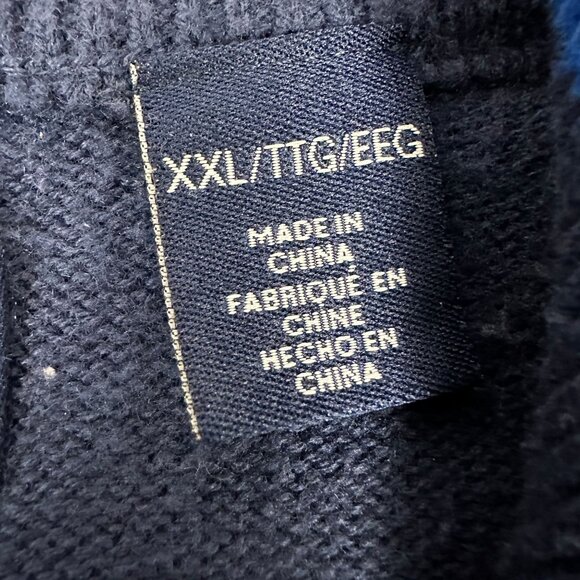 XXL/TTG/EEG
MADE IN
CHINA
FABRIQUÉ EN
CHINE
HECHO EN
CHINA